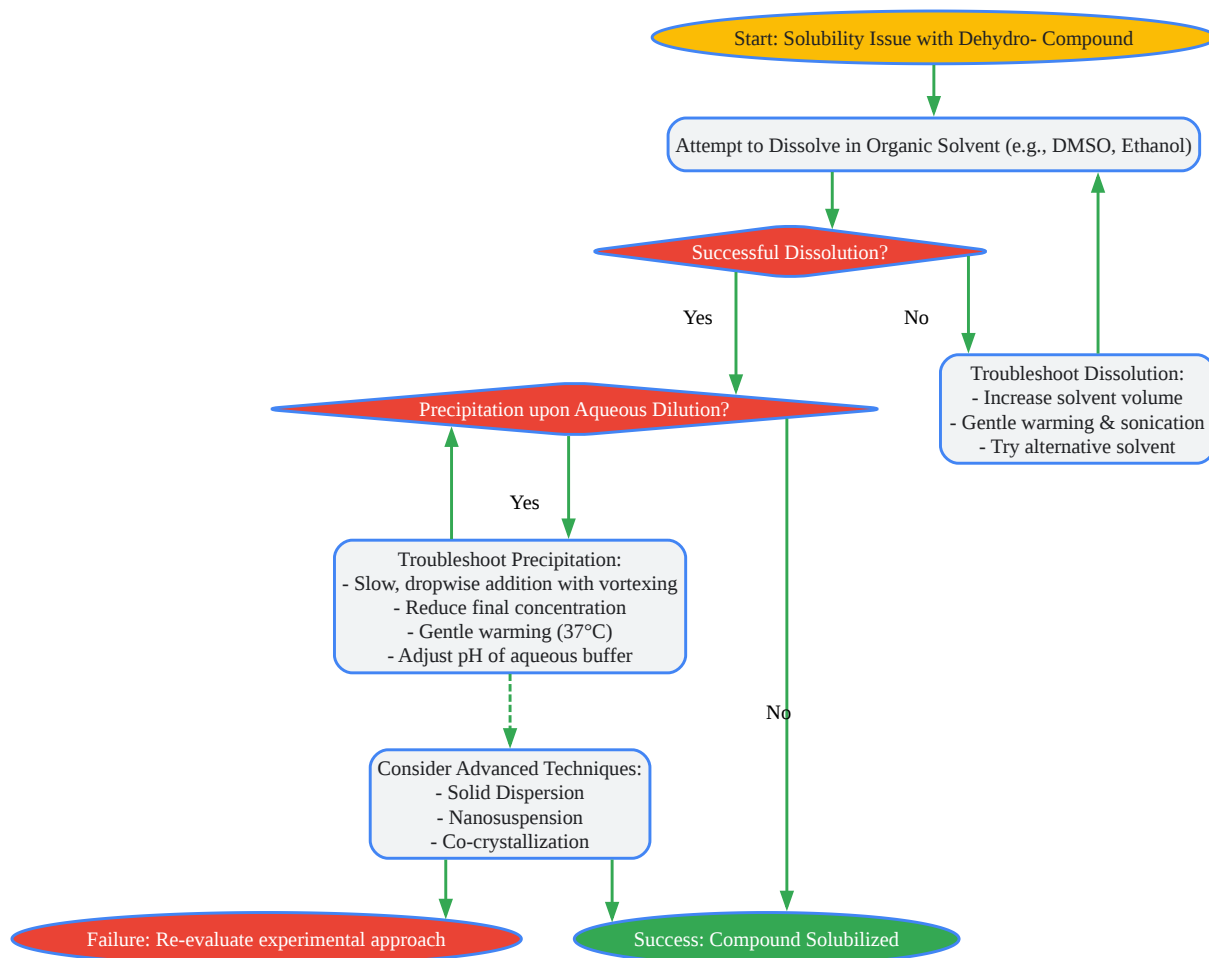 Start: Solubility Issue with Dehydro- Compound
Attempt to Dissolve in Organic Solvent (e.g., DMSO, Ethanol)
Successful Dissolution?
Yes
No
Troubleshoot Dissolution:
- Increase solvent volume
- Gentle warming & sonication
- Try alternative solvent
Precipitation upon Aqueous Dilution?
Yes
Troubleshoot Precipitation:
- Slow, dropwise addition with vortexing
- Reduce final concentration
- Gentle warming (37°C)
- Adjust pH of aqueous buffer
No
Consider Advanced Techniques:
- Solid Dispersion
- Nanosuspension
- Co-crystallization
Failure: Re-evaluate experimental approach
Success: Compound Solubilized